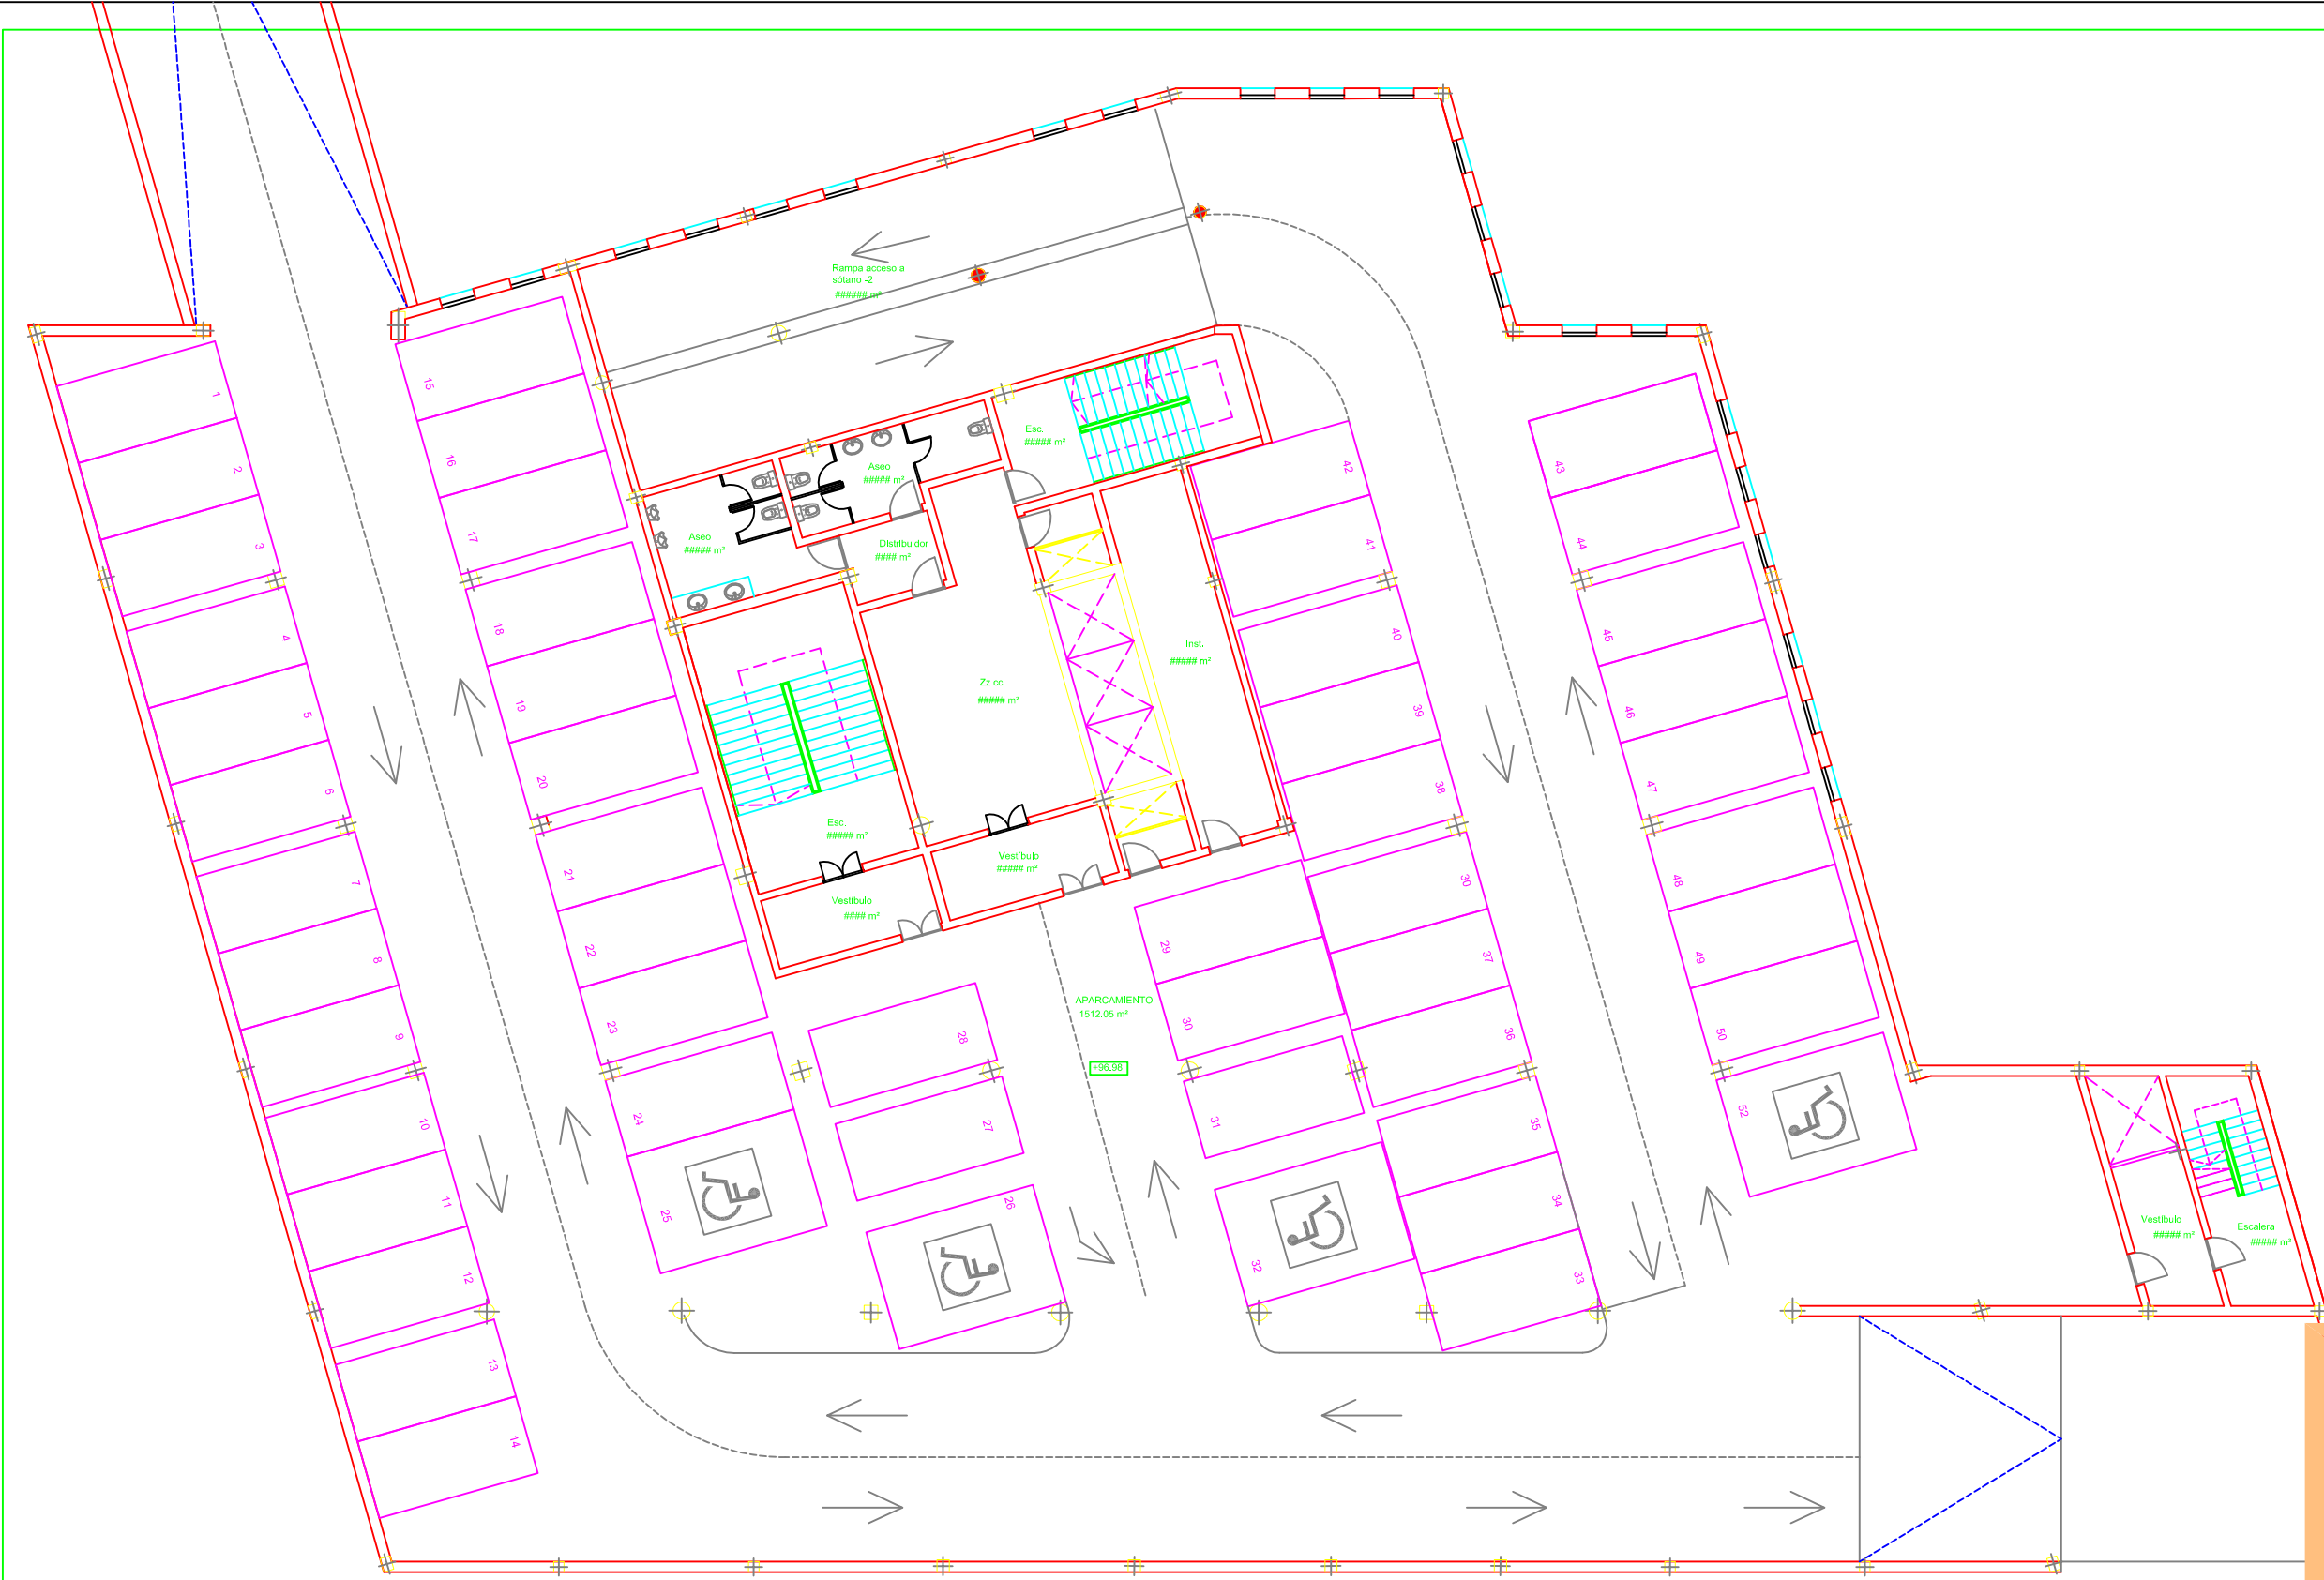 Rampa acceso a
sótano -2
###### m²
Esc.
##### m²
Aseo
##### m²
Aseo
##### m²
Distribuidor
#### m²
Inst.
##### m²
Zz.cc.
##### m²
Esc.
##### m²
Vestíbulo
##### m²
Vestíbulo
#### m²
APARCAMIENTO
1512.05 m²
+96,98
Vestíbulo
##### m²
Escalera
##### m²
1
2
3
4
5
6
7
8
9
10
11
12
13
14
15
16
17
18
19
20
21
22
23
24
25
28
27
26
29
30
31
32
42
41
40
39
38
30
37
36
35
34
33
43
44
45
46
47
48
49
50
52